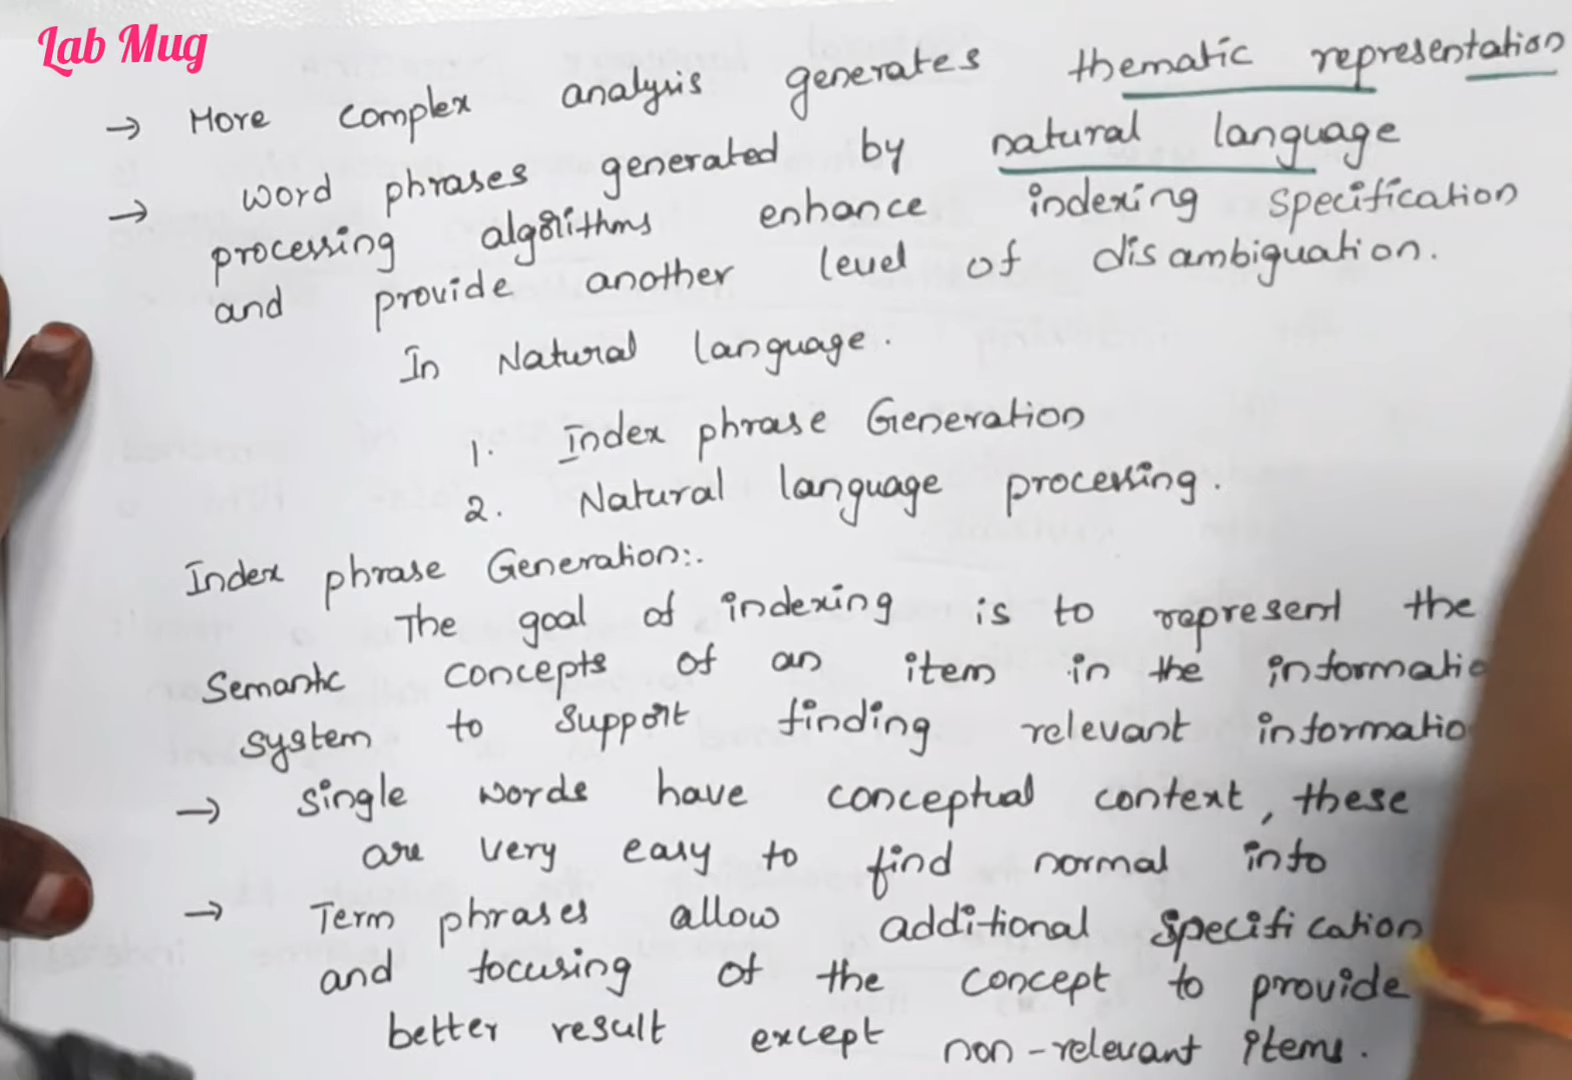 Lab Mug
→ More complex analysis generates thematic representation
→ word phrases generated by natural language
processing algorithms enhance indexing specification
and provide another level of disambiguation.
In Natural language.
1. Index phrase Generation
2. Natural language processing.
Index phrase Generation:.
The goal of indexing is to represent the
Semantic concepts of an item in the informatio
system to support finding relevant informatio
→ Single words have conceptual context, these
are very easy to find normal info
→ Term phrases allow additional specification
and focusing of the concept to provide
better result except non-relevant items.